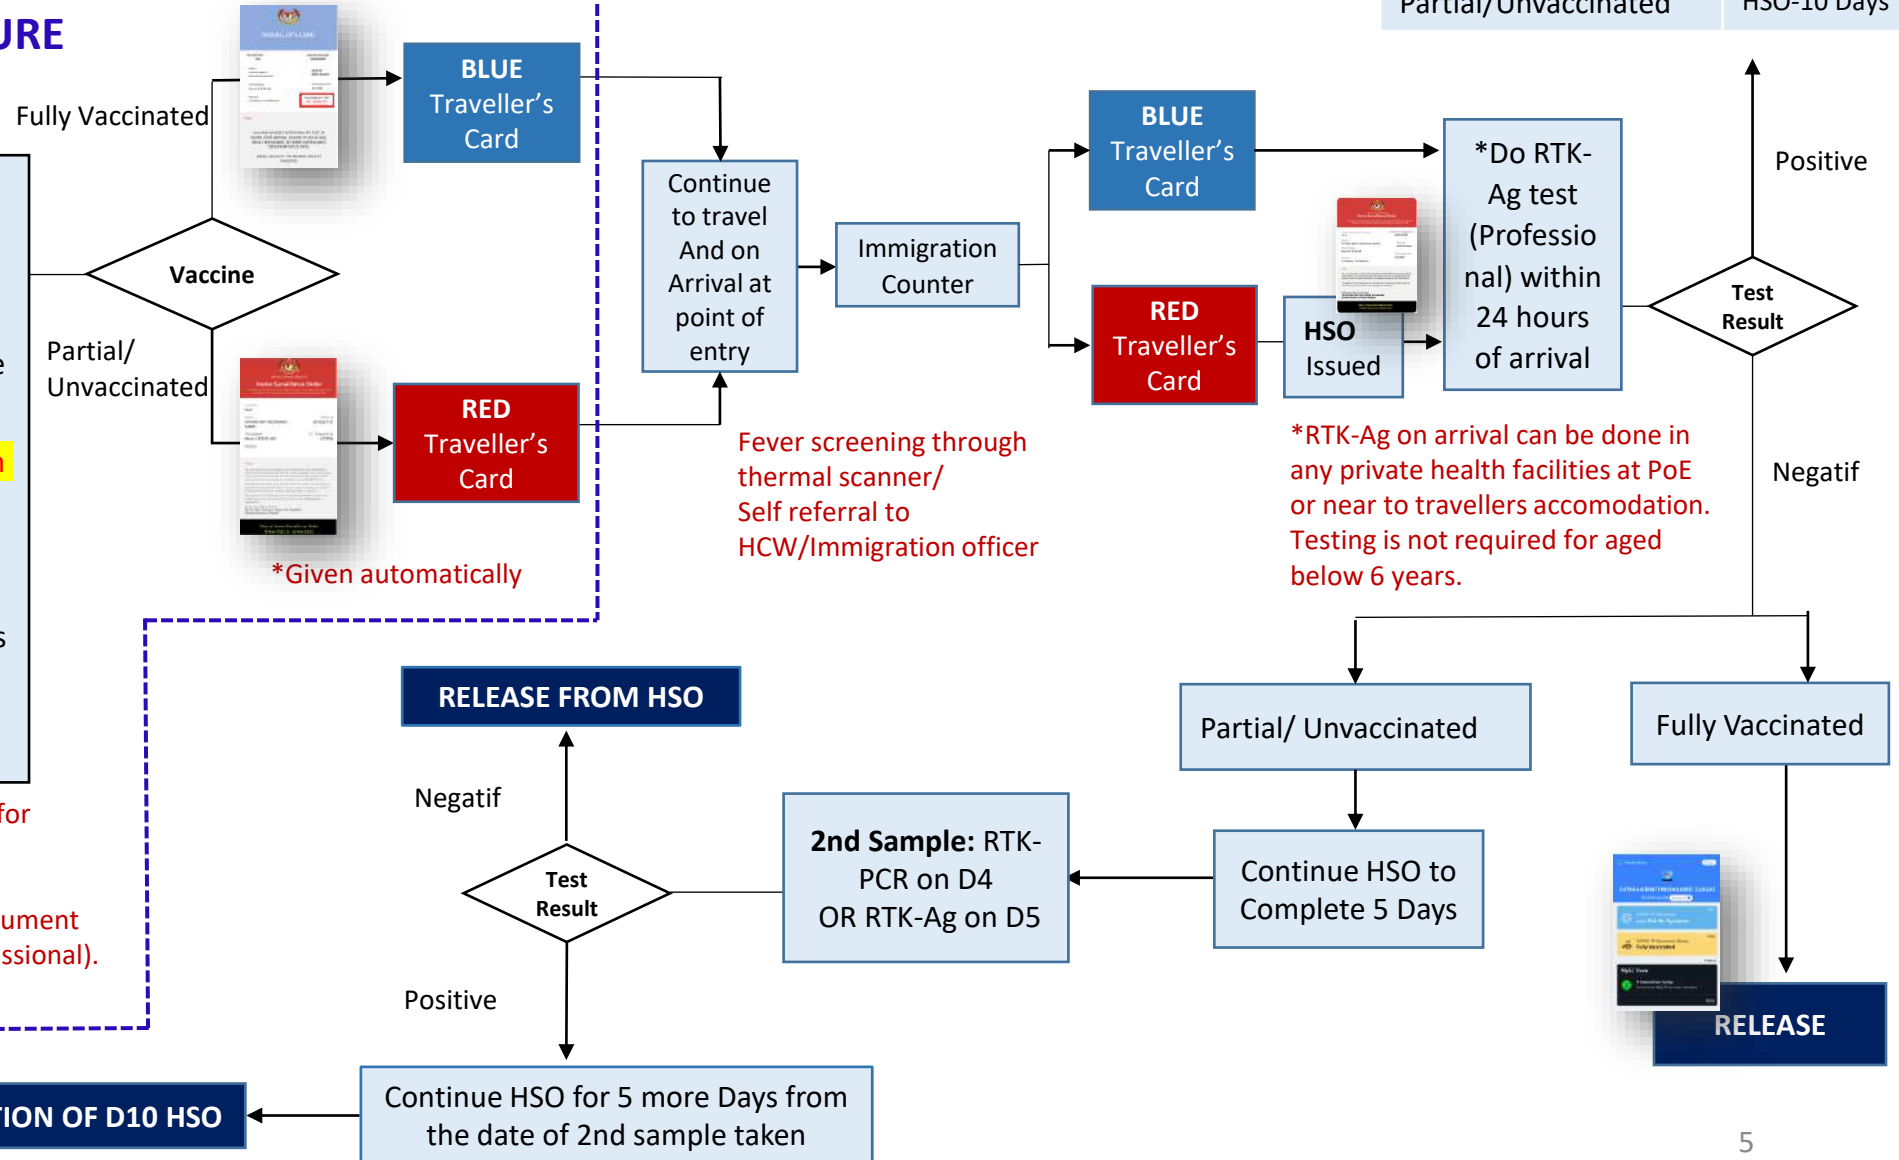 URE
Partial/Unvaccinated
HSO-10 Days
Fully Vaccinated
BLUE
Traveller's
Card
Vaccine
Partial/
Unvaccinated
Home Surveillance Order
RED
Traveller's
Card
*Given automatically
Continue
to travel
And on
Arrival at
point of
entry
Fever screening through
thermal scanner/
Self referral to
HCW/Immigration officer
Immigration
Counter
BLUE
Traveller's
Card
RED
Traveller's
Card
HSO
Issued
*Do RTK-
Ag test
(Professio
nal) within
24 hours
of arrival
*RTK-Ag on arrival can be done in
any private health facilities at PoE
or near to travellers accomodation.
Testing is not required for aged
below 6 years.
Test
Result
Positive
Negatif
Partial/ Unvaccinated
Fully Vaccinated
Continue HSO to
Complete 5 Days
Fully Vaccinated
RELEASE
2nd Sample: RTK-
PCR on D4
OR RTK-Ag on D5
Test
Result
Negatif
RELEASE FROM HSO
Positive
Continue HSO for 5 more Days from
the date of 2nd sample taken
TION OF D10 HSO
e
n
s
for
ument
ssional).
5